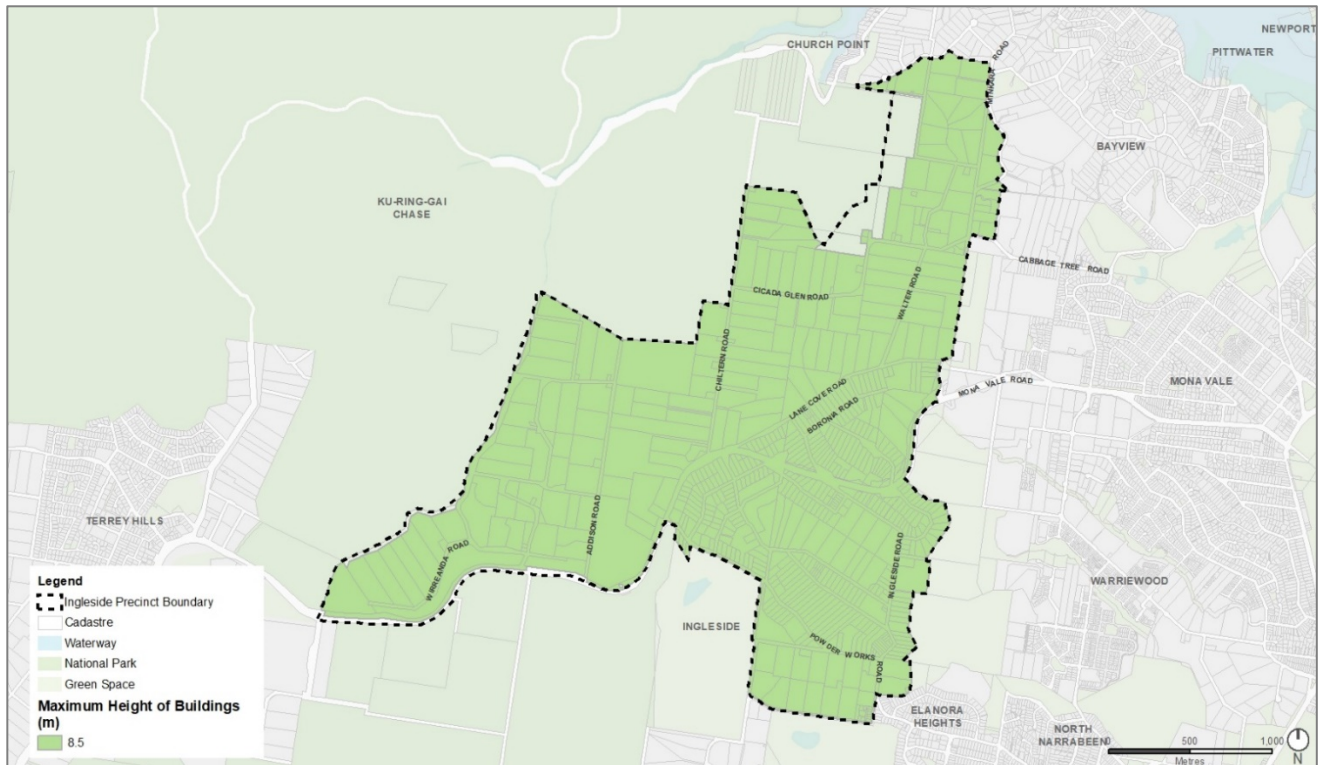 NEWPORT
CHURCH POINT
PITTWATER
MINKARA ROAD
BAYVIEW
KU-RING-GAI
CHASE
CABBAGE TREE ROAD
CICADA GLEN ROAD
WALTER ROAD
CHILTERN ROAD
MONA VALE
MONA VALE ROAD
LANE COVE ROAD
BORONIA ROAD
TERREY HILLS
ADDISON ROAD
WIRREANDA ROAD
INGLESIDE ROAD
WARRIEWOOD
INGLESIDE
POWDER WORKS ROAD
ELANORA
HEIGHTS
NORTH
NARRABEEN
Legend
Ingleside Precinct Boundary
Cadastre
Waterway
National Park
Green Space
Maximum Height of Buildings
(m)
8.5
0 500 1,000
Metres
N